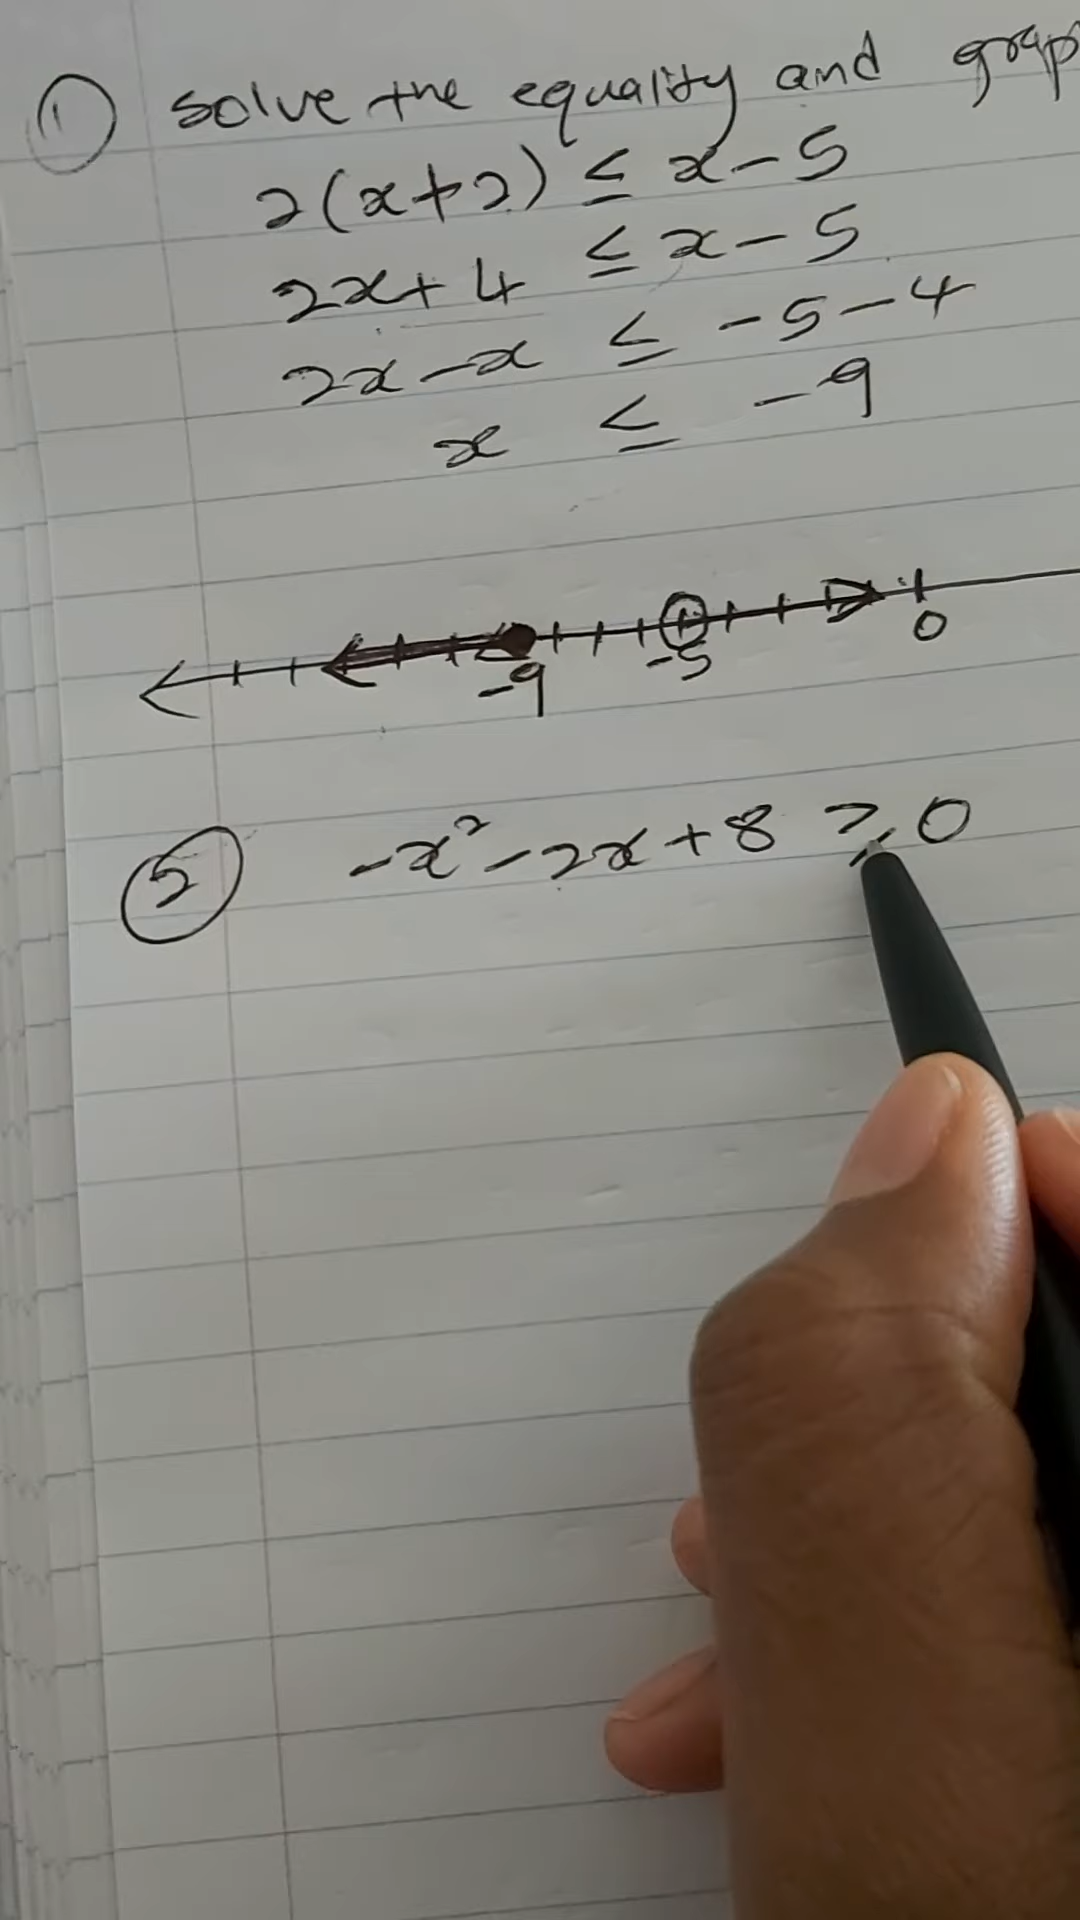 ① solve the equality and grap
2(x+2) ≤ x-5
2x+4 ≤ x-5
2x-x ≤ -5-4
x ≤ -9
-9 -5 0
② -x² -2x+8 ≥ 0